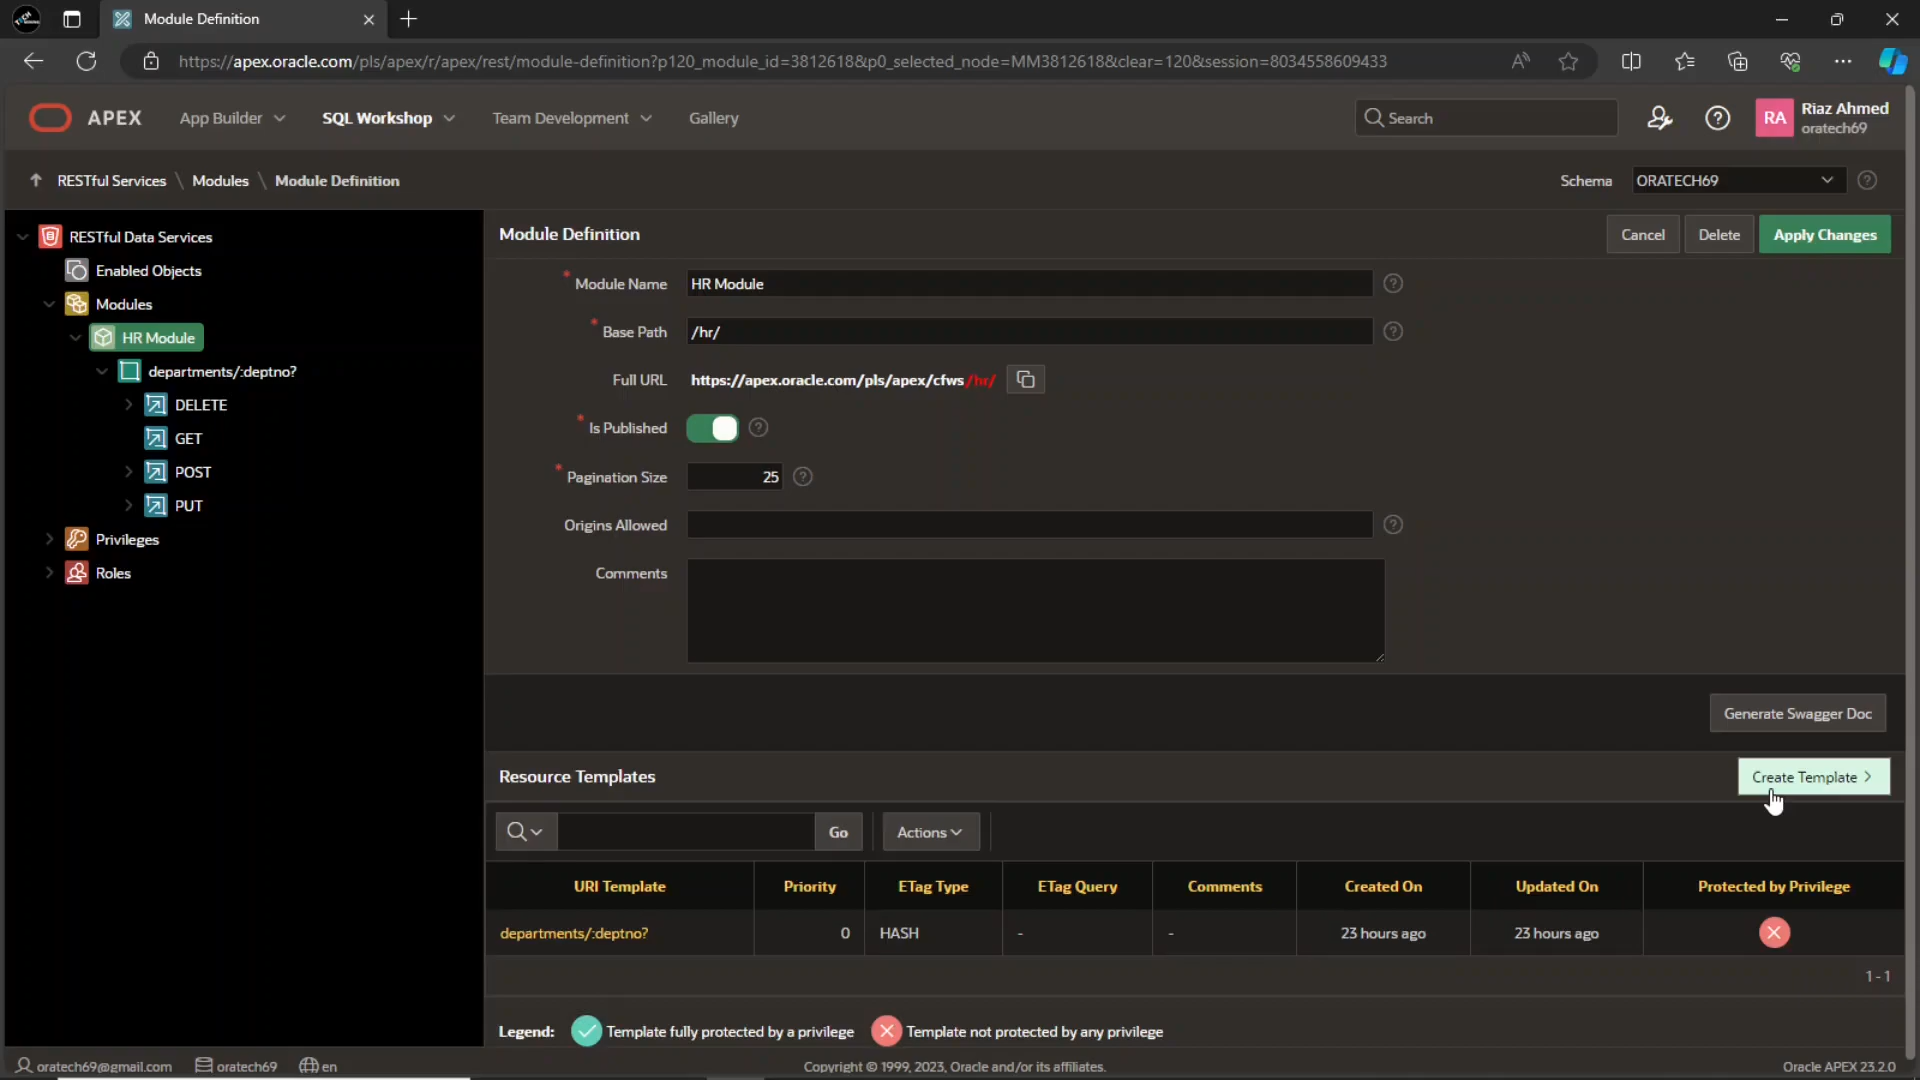 Module Definition
https://apex.oracle.com/pls/apex/r/apex/rest/module-definition?p120_module_id=3812618&p0_selected_node=MM3812618&clear=120&session=8034558609433
APEX App Builder SQL Workshop Team Development Gallery Search RA Riaz Ahmed
oratech69
RESTful Services \ Modules \ Module Definition Schema ORATECH69
RESTful Data Services
Enabled Objects
Modules
HR Module
departments/:deptno?
DELETE
GET
POST
PUT
Privileges
Roles
Module Definition Cancel Delete Apply Changes
* Module Name HR Module
* Base Path /hr/
Full URL https://apex.oracle.com/pls/apex/cfws/hr/
* Is Published
* Pagination Size 25
Origins Allowed
Comments
Generate Swagger Doc
Resource Templates Create Template >
Go Actions
URI Template Priority ETag Type ETag Query Comments Created On Updated On Protected by Privilege
departments/:deptno? 0 HASH - - 23 hours ago 23 hours ago
1 - 1
Legend: Template fully protected by a privilege Template not protected by any privilege
oratech69@gmail.com oratech69 en Copyright © 1999, 2023, Oracle and/or its affiliates. Oracle APEX 23.2.0